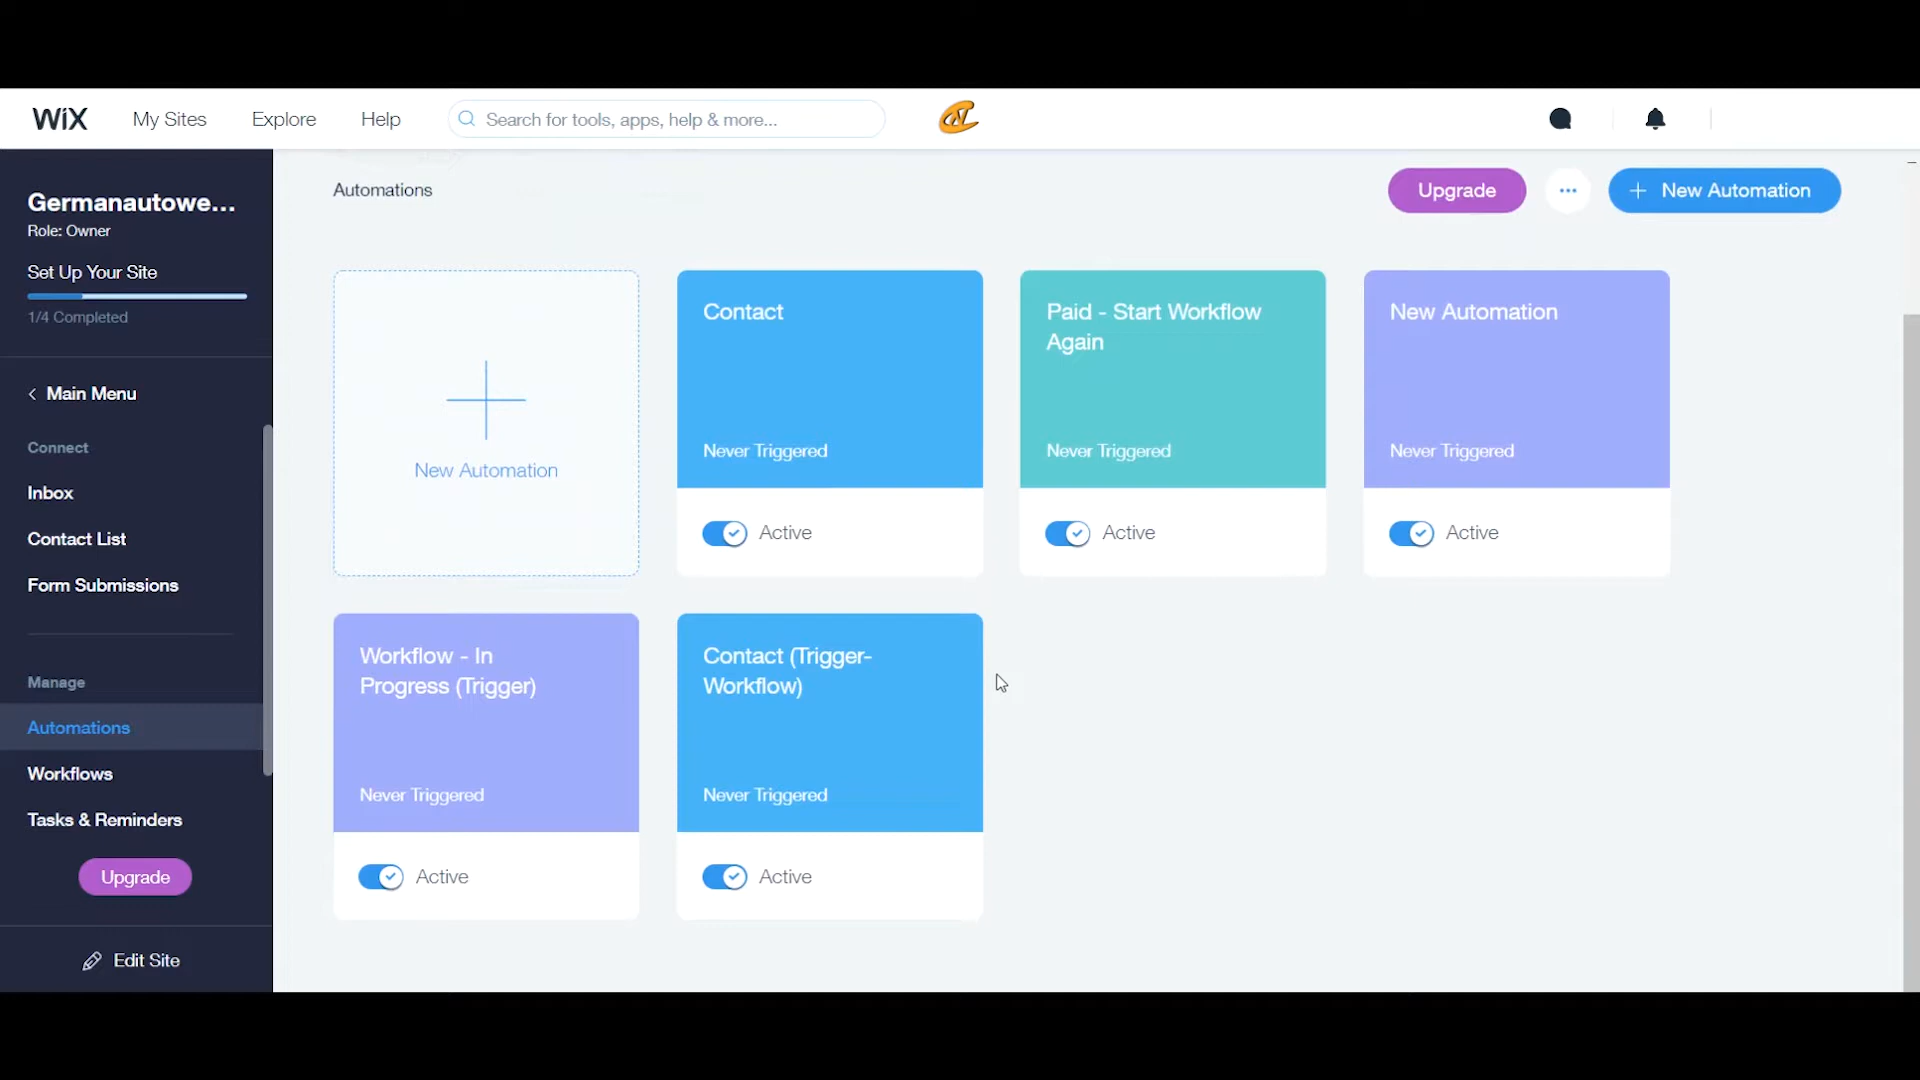 WiX
My Sites
Explore
Help
Search for tools, apps, help & more...
Germanautowe...
Role: Owner
Set Up Your Site
1/4 Completed
Main Menu
Connect
Inbox
Contact List
Form Submissions
Manage
Automations
Workflows
Tasks & Reminders
Upgrade
Edit Site
Automations
Upgrade
New Automation
New Automation
Contact
Never Triggered
Active
Paid - Start Workflow
Again
Never Triggered
Active
New Automation
Never Triggered
Active
Workflow - In
Progress (Trigger)
Never Triggered
Active
Contact (Trigger-
Workflow)
Never Triggered
Active